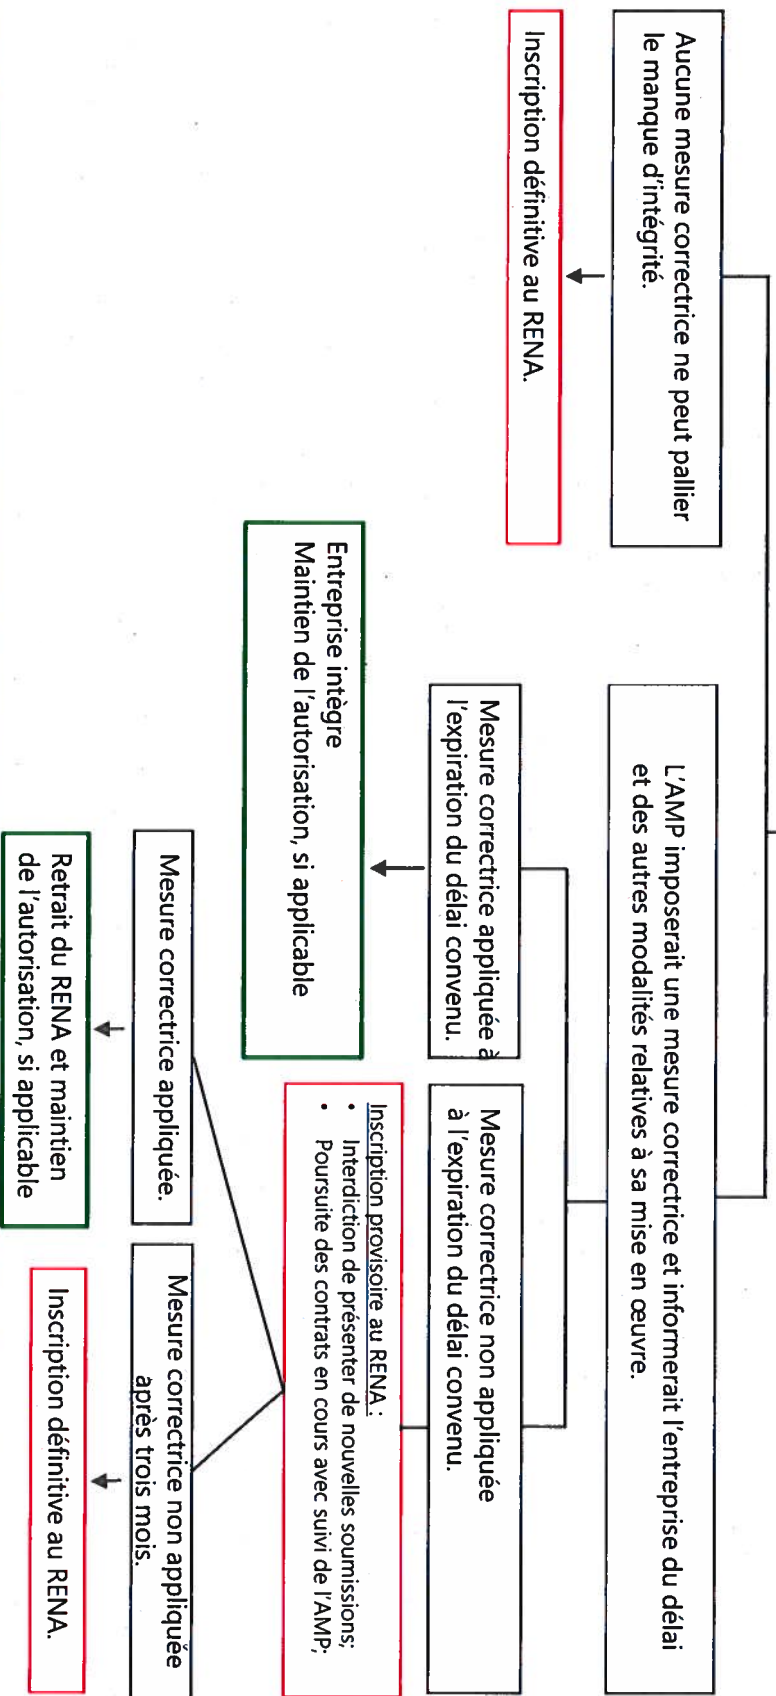 Aucune mesure correctrice ne peut pallier
le manque d'intégrité.
Inscription définitive au RENA.
L'AMP imposerait une mesure correctrice et informerait l'entreprise du délai
et des autres modalités relatives à sa mise en œuvre.
Mesure correctrice appliquée à
l'expiration du délai convenu.
Entreprise intègre
Maintien de l'autorisation, si applicable
Mesure correctrice non appliquée
à l'expiration du délai convenu.
Inscription provisoire au RENA :
• Interdiction de présenter de nouvelles soumissions;
• Poursuite des contrats en cours avec suivi de l'AMP;
Mesure correctrice appliquée.
Retrait du RENA et maintien
de l'autorisation, si applicable
Mesure correctrice non appliquée
après trois mois.
Inscription définitive au RENA.